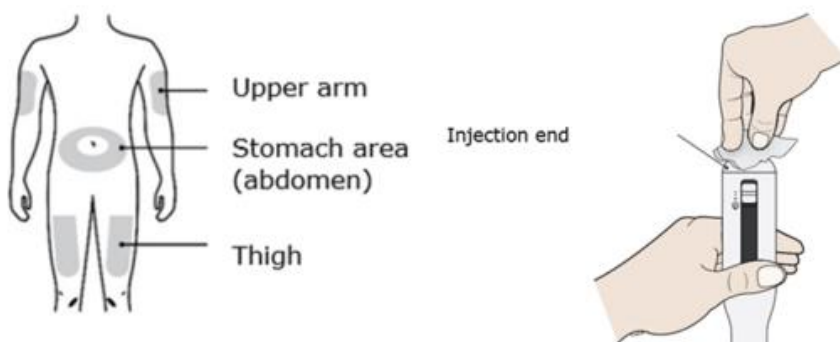 Upper arm
Stomach area
(abdomen)
Thigh
Injection end